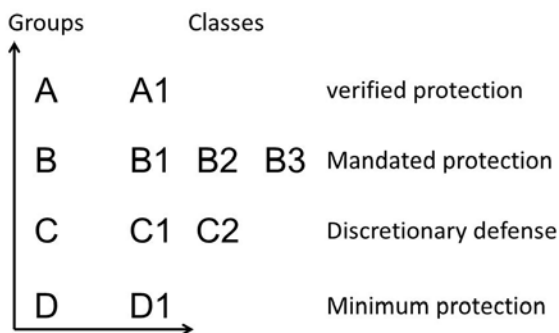 Groups Classes
A A1 verified protection
B B1 B2 B3 Mandated protection
C C1 C2 Discretionary defense
D D1 Minimum protection